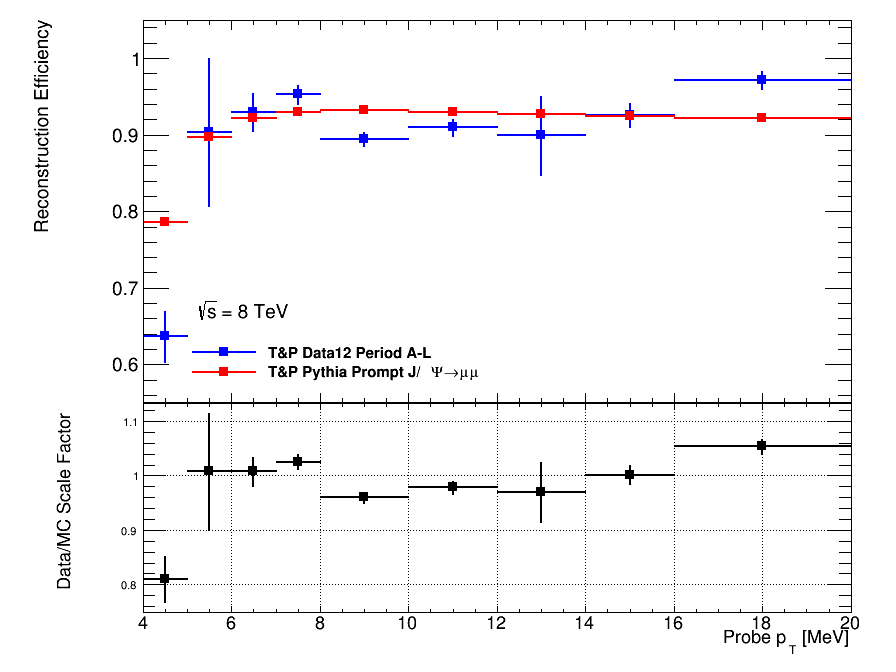 Reconstruction Efficiency
1
0.9
0.8
0.7
0.6
√s = 8 TeV
T&P Data12 Period A-L
T&P Pythia Prompt J/ Ψ→μμ
Data/MC Scale Factor
1.1
1
0.9
0.8
4 6 8 10 12 14 16 18 20
Probe p_T [MeV]